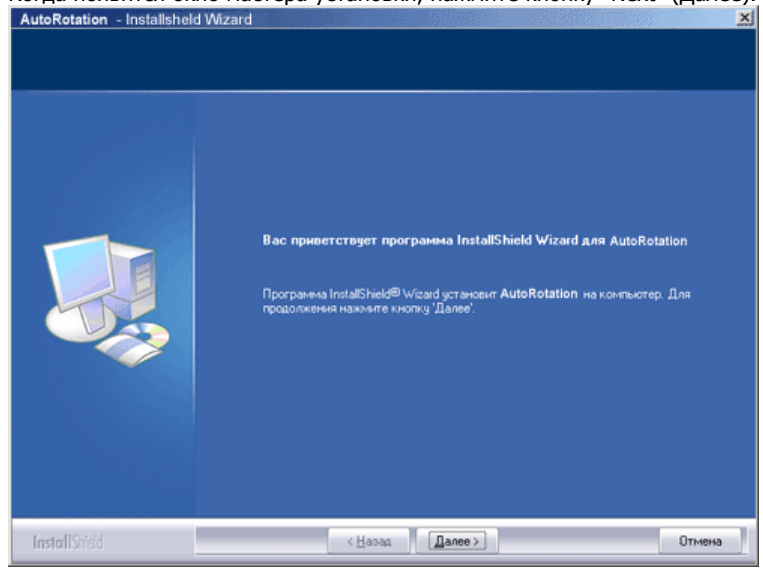 Когда появится окно мастера установки, нажмите кнопку "Next" (Далее).
AutoRotation - Installsheld Wizard
Вас приветствует программа InstallShield Wizard для AutoRotation
Программа InstallShield® Wizard установит AutoRotation на компьютер. Для
продолжения нажмите кнопку 'Далее'.
InstallShield
< Назад
Далее >
Отмена